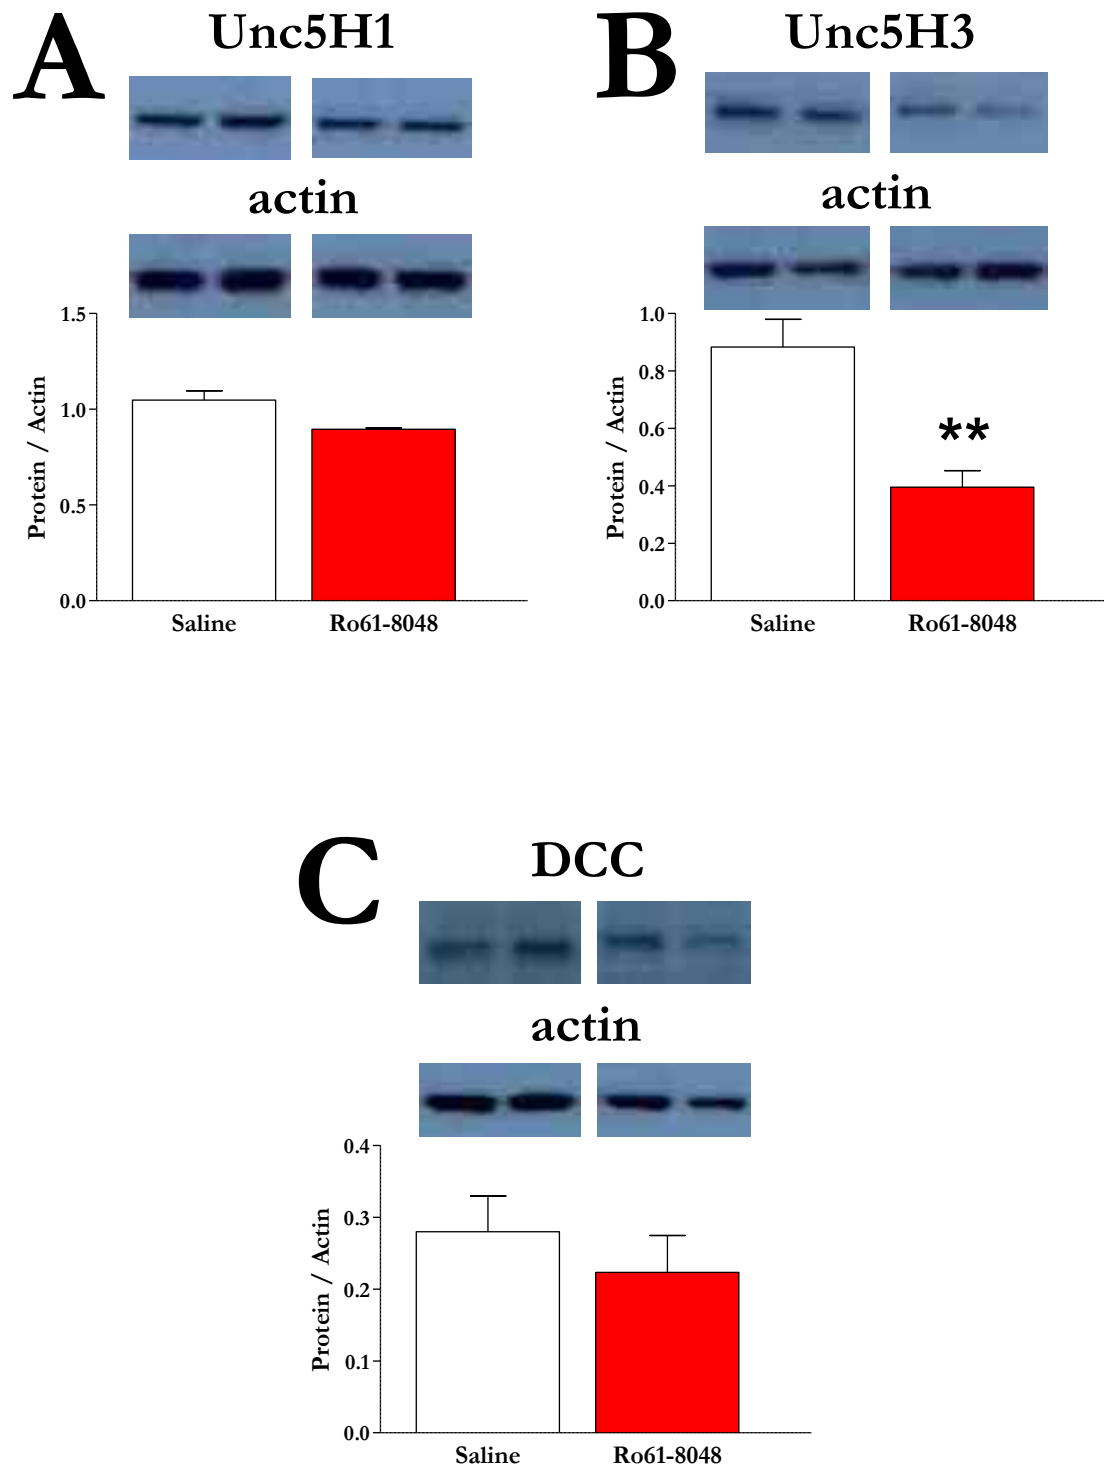 A
Unc5H1
actin
1.5
1.0
0.5
0.0
Protein / Actin
Saline
Ro61-8048
B
Unc5H3
actin
1.0
0.8
0.6
0.4
0.2
0.0
Protein / Actin
**
Saline
Ro61-8048
C
DCC
actin
0.4
0.3
0.2
0.1
0.0
Protein / Actin
Saline
Ro61-8048